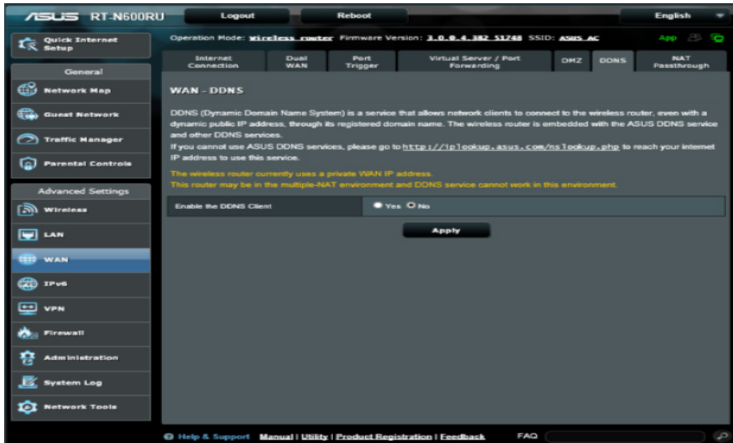 ASUS RT-N600RU Logout Reboot English
Quick Internet Setup
Operation Mode: Wireless router Firmware Version: 3.0.0.4.382_51748 SSID: ASUS_AC App
Internet Connection Dual WAN Port Trigger Virtual Server / Port Forwarding DMZ DDNS NAT Passthrough
General
Network Map
Guest Network
Traffic Manager
Parental Controls
Advanced Settings
Wireless
LAN
WAN
IPv6
VPN
Firewall
Administration
System Log
Network Tools
WAN - DDNS
DDNS (Dynamic Domain Name System) is a service that allows network clients to connect to the wireless router, even with a
dynamic public IP address, through its registered domain name. The wireless router is embedded with the ASUS DDNS service
and other DDNS services.
If you cannot use ASUS DDNS services, please go to http://iplookup.asus.com/nslookup.php to reach your internet
IP address to use this service.
The wireless router currently uses a private WAN IP
address.
This router may be in the multiple-NAT environment and DDNS service cannot work in this environment.
Enable the DDNS Client Yes No
Apply
Help & Support Manual | Utility | Product Registration | Feedback FAQ